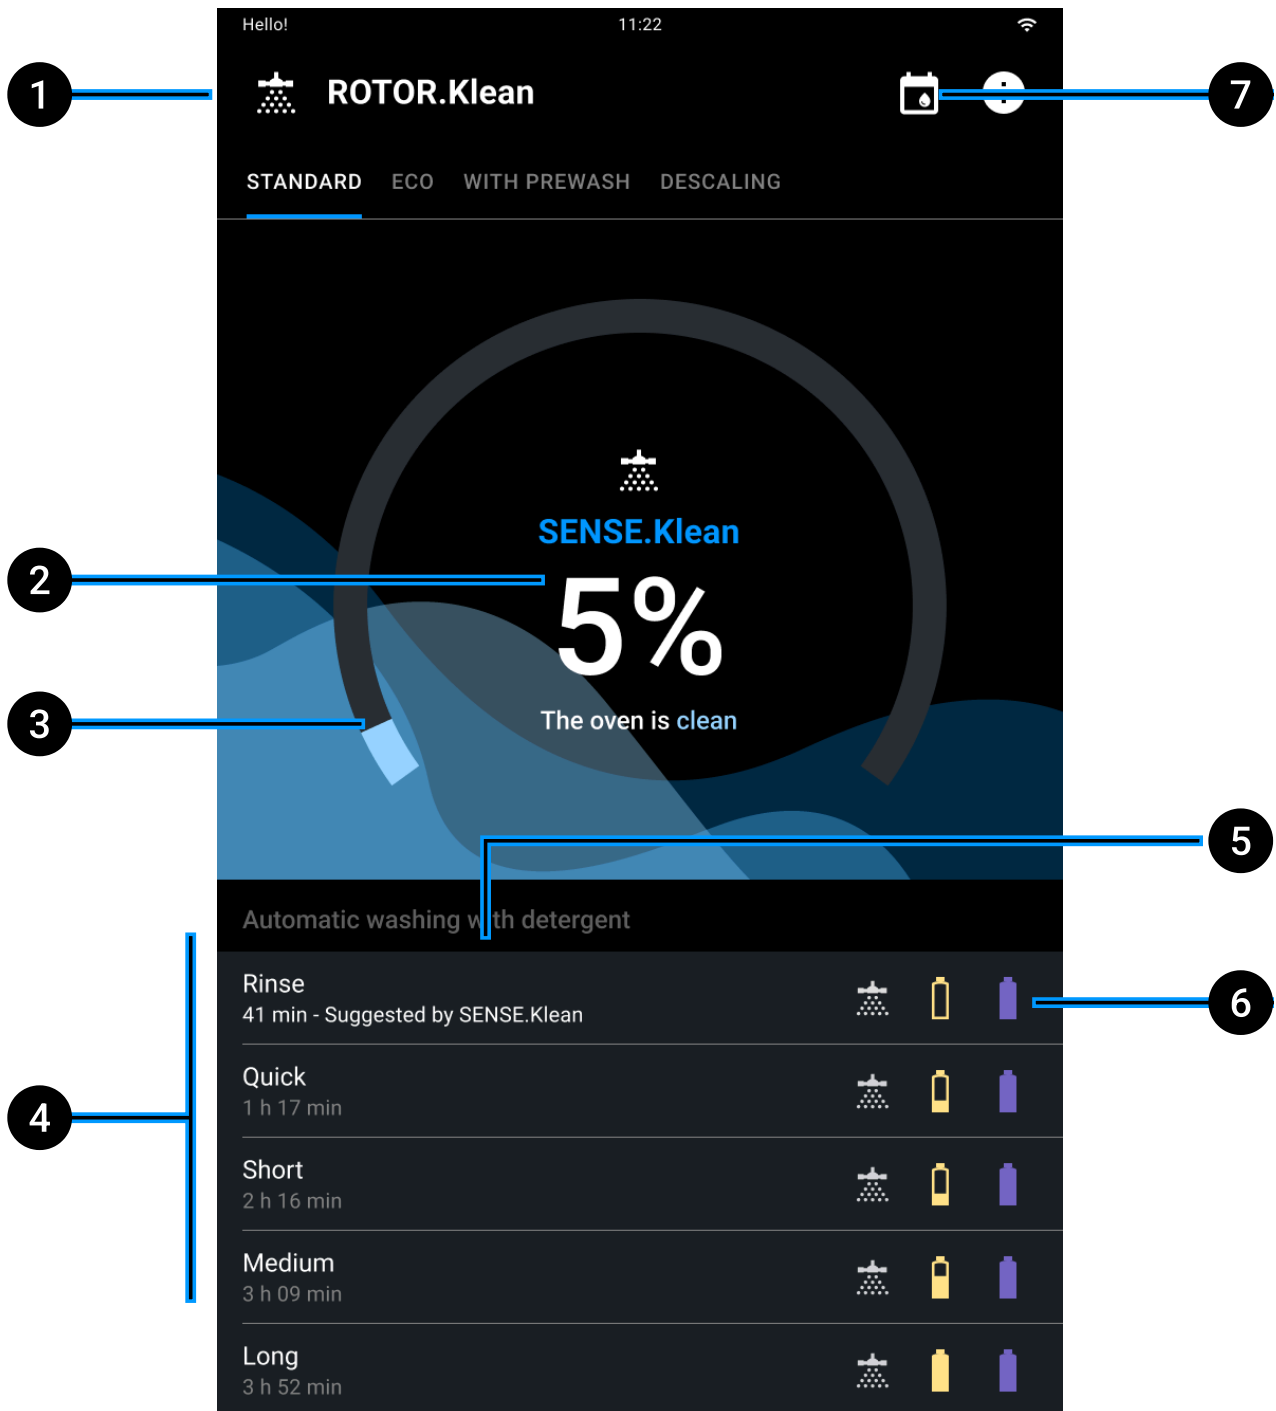 Hello! 11:22
1 ROTOR.Klean 7
STANDARD ECO WITH PREWASH DESCALING
SENSE.Klean
2 5%
3 The oven is clean
5
Automatic washing with detergent
Rinse
41 min - Suggested by SENSE.Klean 6
Quick
1 h 17 min
4
Short
2 h 16 min
Medium
3 h 09 min
Long
3 h 52 min